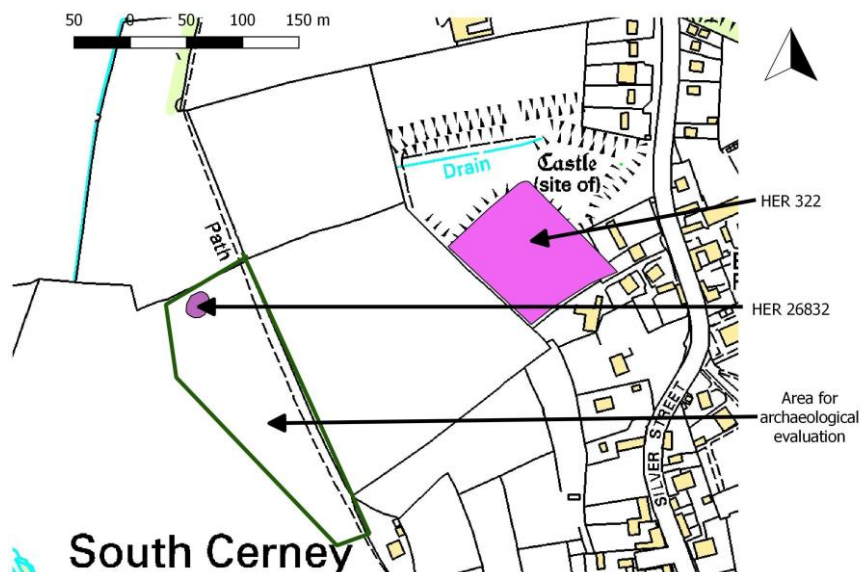 50 0 50 100 150 m
Drain
Castle
(site of)
HER 322
Path
HER 26832
Area for
archaeological
evaluation
SILVER STREET
South Cerney